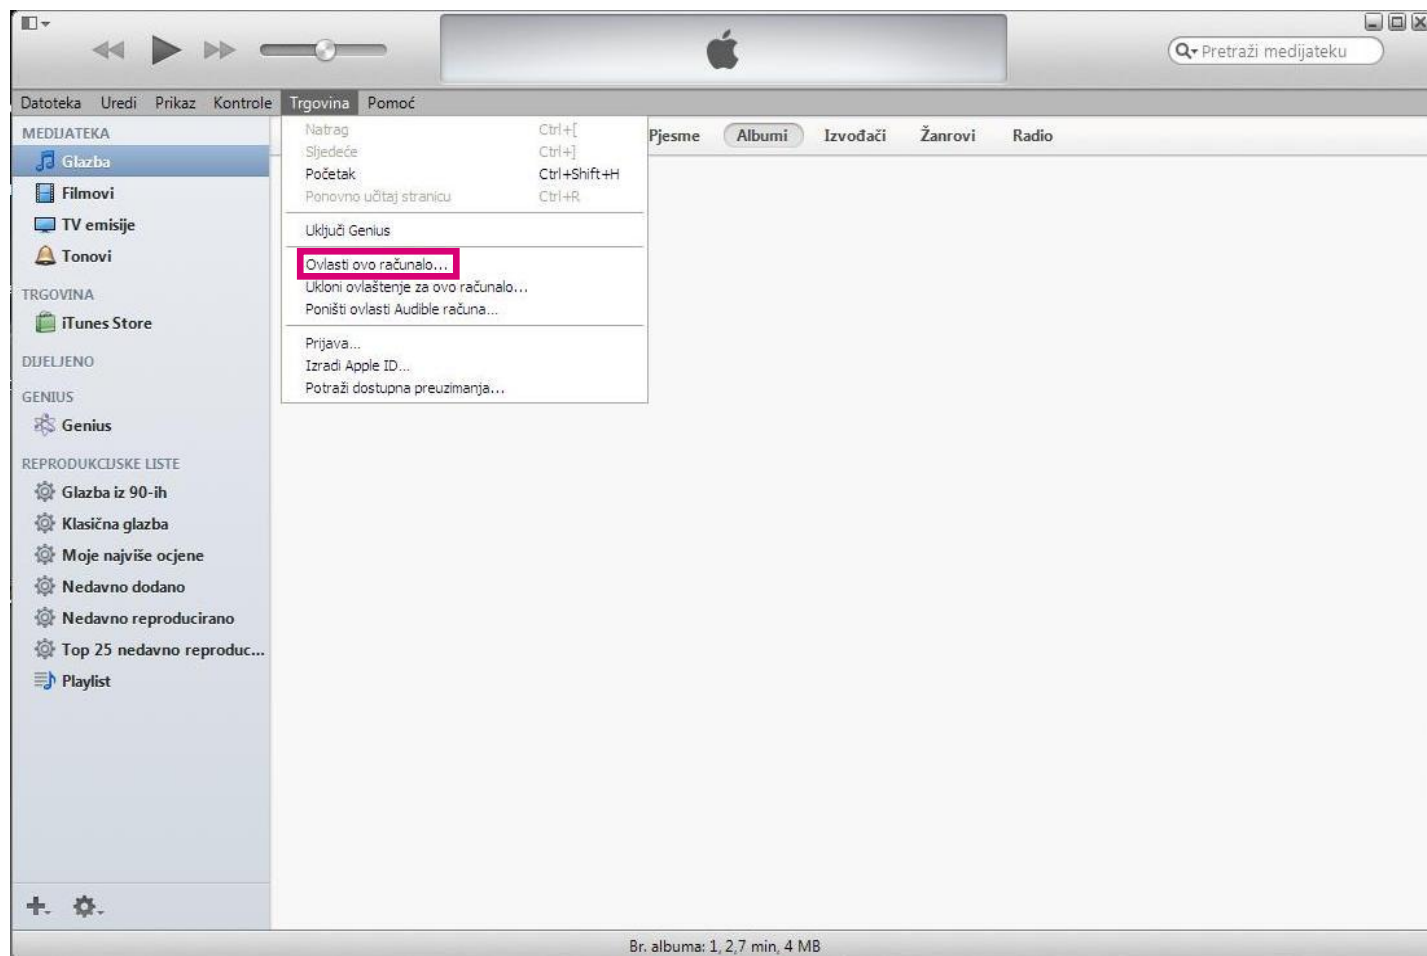 Pretraži medijateku
Datoteka Uredi Prikaz Kontrole Trgovina Pomoć
MEDIJATEKA
Glazba
Filmovi
TV emisije
Tonovi
TRGOVINA
iTunes Store
DIJELJENO
GENIUS
Genius
REPRODUKCIJSKE LISTE
Glazba iz 90-ih
Klasična glazba
Moje najviše ocjene
Nedavno dodano
Nedavno reproducirano
Top 25 nedavno reproduc...
Playlist
Natrag Ctrl+[
Sljedeće Ctrl+]
Početak Ctrl+Shift+H
Ponovno učitaj stranicu Ctrl+R
Uključi Genius
Ovlasti ovo računalo...
Ukloni ovlaštenje za ovo računalo...
Poništi ovlasti Audible računa...
Prijava...
Izradi Apple ID...
Potraži dostupna preuzimanja...
Pjesme Albumi Izvođači Žanrovi Radio
Br. albuma: 1, 2,7 min, 4 MB